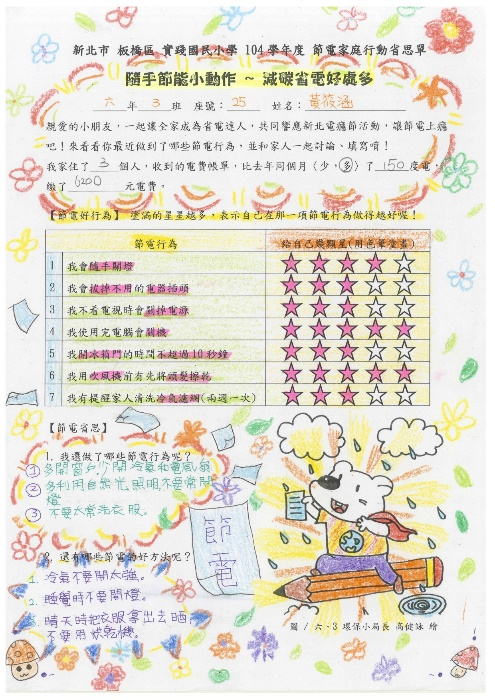 新北市 板橋區 實踐國民小學 104學年度 節電家庭行動省思單
隨手節能小動作 ~ 減碳省電好處多
六 年 3 班 座號： 25 姓名：黃筱涵
親愛的小朋友，一起讓全家成為省電達人，共同響應新北電癮節活動，讓節電上癮
吧！來看看你最近做到了哪些節電行為，並和家人一起討論、填寫唷！
我家住了 3 個人，收到的電費帳單，比去年同個月（少，多）了 150 度電，
繳了 6200 元電費。
【節電好行為】 塗滿的星星越多，表示自己在那一項節電行為做得越好喔！
節電行為 給自己幾顆星(用色筆塗畫)
1 我會隨手關燈
2 我會拔掉不用的電器插頭
3 我不看電視時會關掉電源
4 我使用完電腦會關機
5 我開冰箱門的時間不超過10秒鐘
6 我用吹風機前有先將頭髮擦乾
7 我有提醒家人清洗冷氣濾網(兩週一次)
【節電省思】
1. 我還做了哪些節電行為呢？
① 多開窗戶少開冷氣和電風扇
② 多利用自然光照明不要常開
燈
③ 不要太常洗衣服。
節電
2. 還有哪些節電的好方法呢？
1. 冷氣不要開太強。
2. 睡覺時不要開燈。
3. 晴天時把衣服拿出去晒，
不要用烘乾機。
圖 / 六、3 環保小局長 高健詠 繪